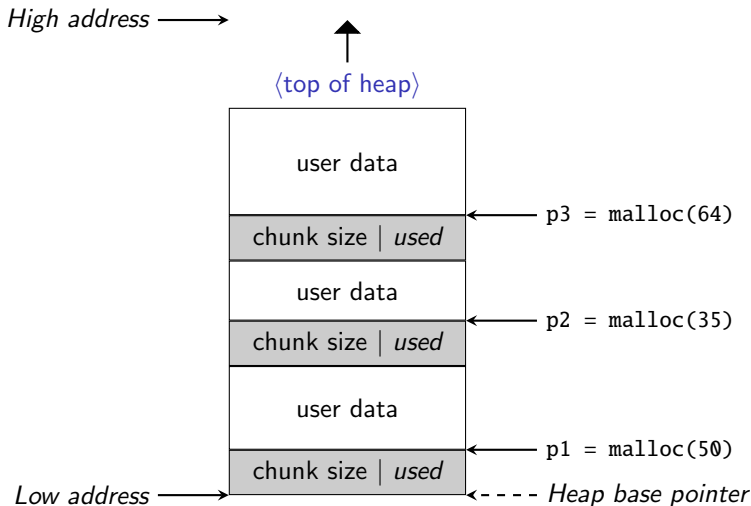 High address
⟨top of heap⟩
user data
p3 = malloc(64)
chunk size | used
user data
p2 = malloc(35)
chunk size | used
user data
p1 = malloc(50)
chunk size | used
Low address
Heap base pointer